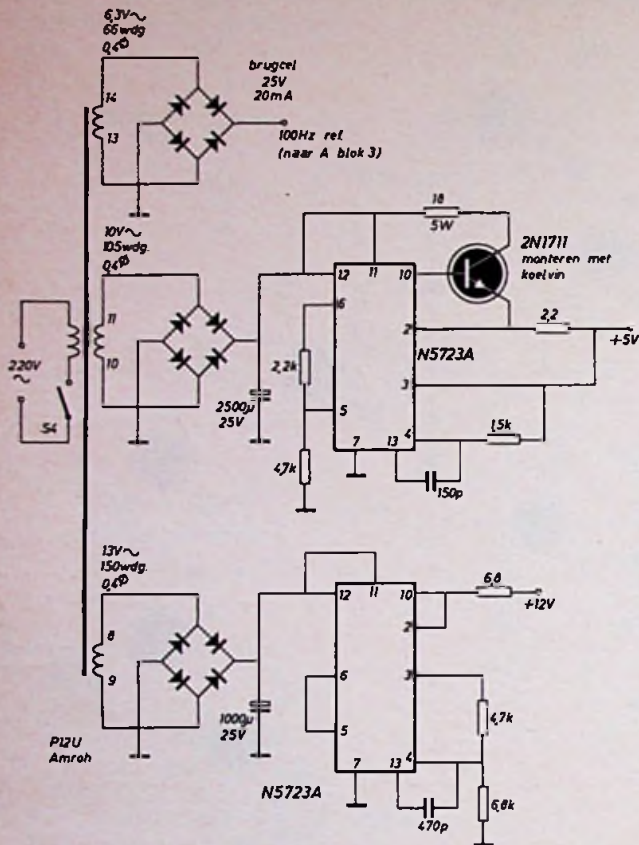 6,3V~
66wdg
0,4Ø
14
13
brugcel
25V
20mA
100Hz ref.
(naar A blok 3)
10V~
105wdg.
0,4Ø
11
10
220V
~
S4
2500µ
25V
2,2k
4,7k
12
11
10
6
2
3
5
4
7
13
N5723A
18
5W
2N1711
monteren met
koelvin
2,2
+5V
1,5k
150p
13V~
150wdg.
0,4Ø
8
9
P12U
Amroh
1000µ
25V
12
11
10
2
6
3
5
4
7
13
N5723A
6,8
+12V
4,7k
6,8k
470p